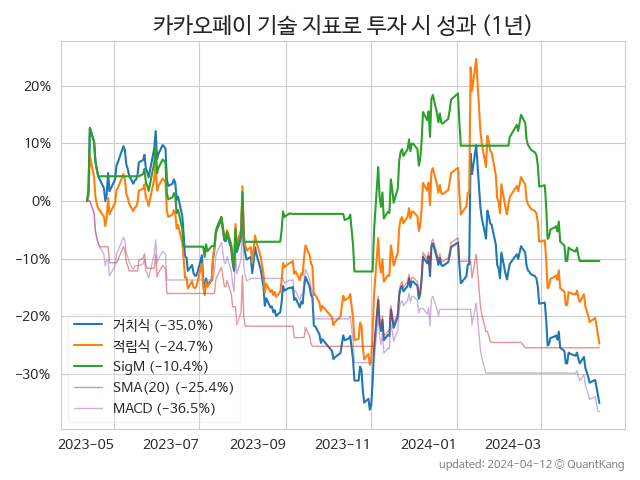 카카오페이 기술 지표로 투자 시 성과 (1년)
20%
10%
0%
−10%
−20%
−30%
거치식 (−35.0%)
적립식 (−24.7%)
SigM (−10.4%)
SMA(20) (−25.4%)
MACD (−36.5%)
2023-05 2023-07 2023-09 2023-11 2024-01 2024-03
updated: 2024-04-12 © QuantKang